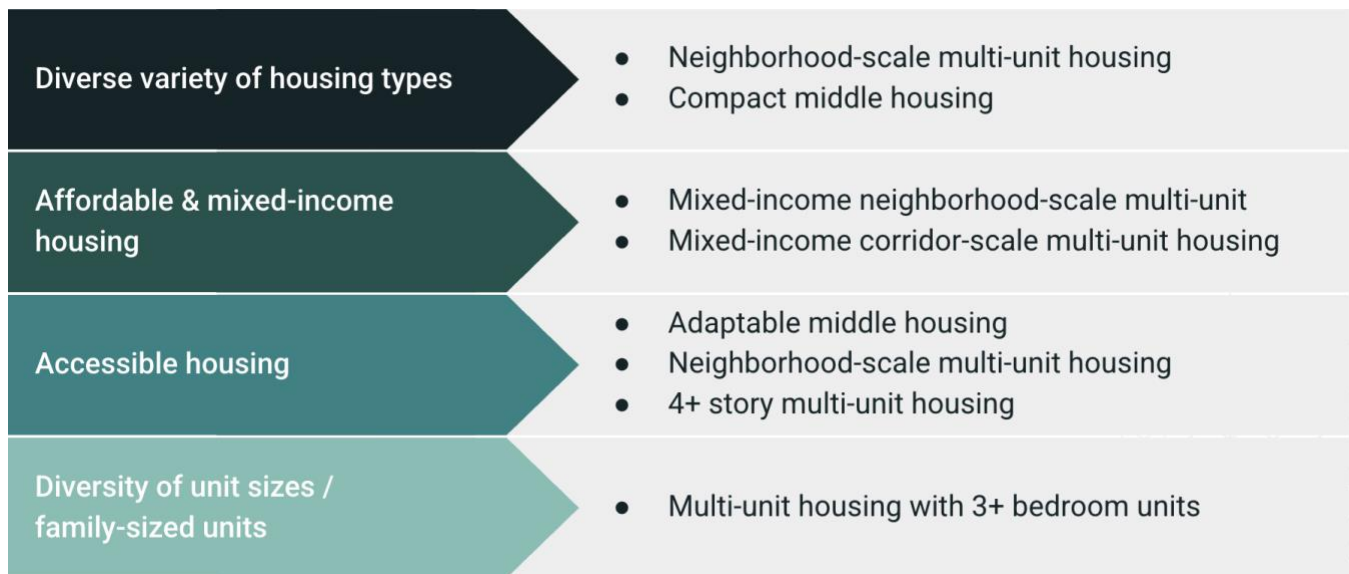 Diverse variety of housing types
● Neighborhood-scale multi-unit housing
● Compact middle housing
Affordable & mixed-income
housing
● Mixed-income neighborhood-scale multi-unit
● Mixed-income corridor-scale multi-unit housing
Accessible housing
● Adaptable middle housing
● Neighborhood-scale multi-unit housing
● 4+ story multi-unit housing
Diversity of unit sizes /
family-sized units
● Multi-unit housing with 3+ bedroom units